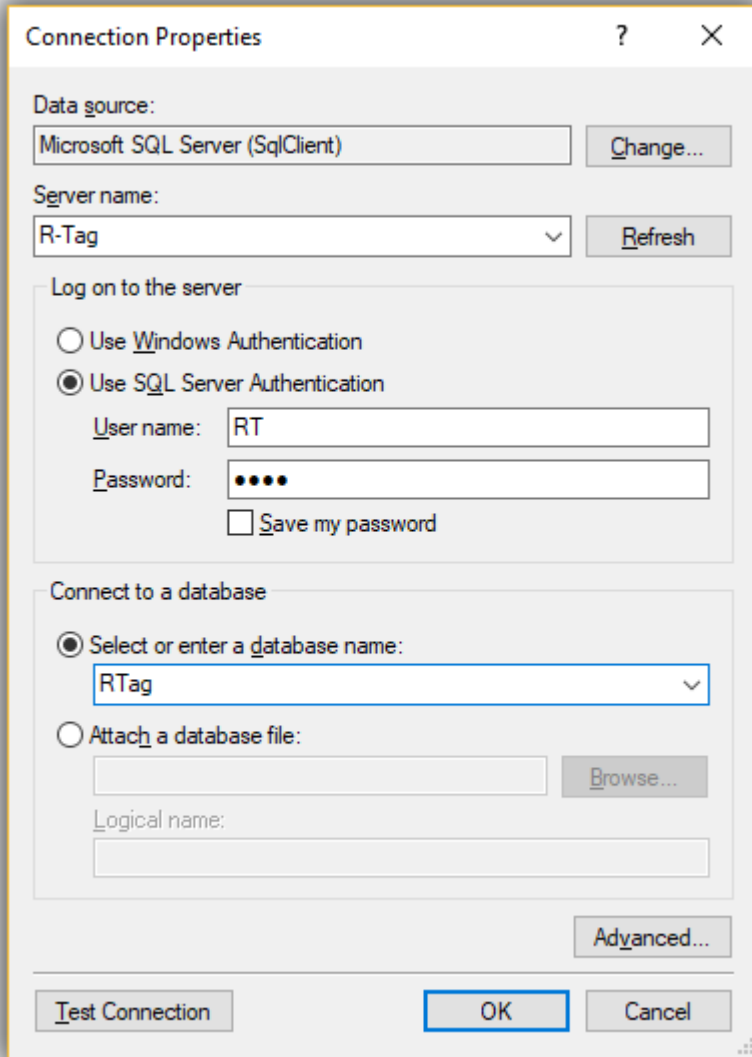 Connection Properties ?
Data source:
Microsoft SQL Server (SqlClient) Change...
Server name:
R-Tag Refresh
Log on to the server
Use Windows Authentication
Use SQL Server Authentication
User name: RT
Password: ●●●●
Save my password
Connect to a database
Select or enter a database name:
RTag
Attach a database file:
Browse...
Logical name:
Advanced...
Test Connection OK Cancel